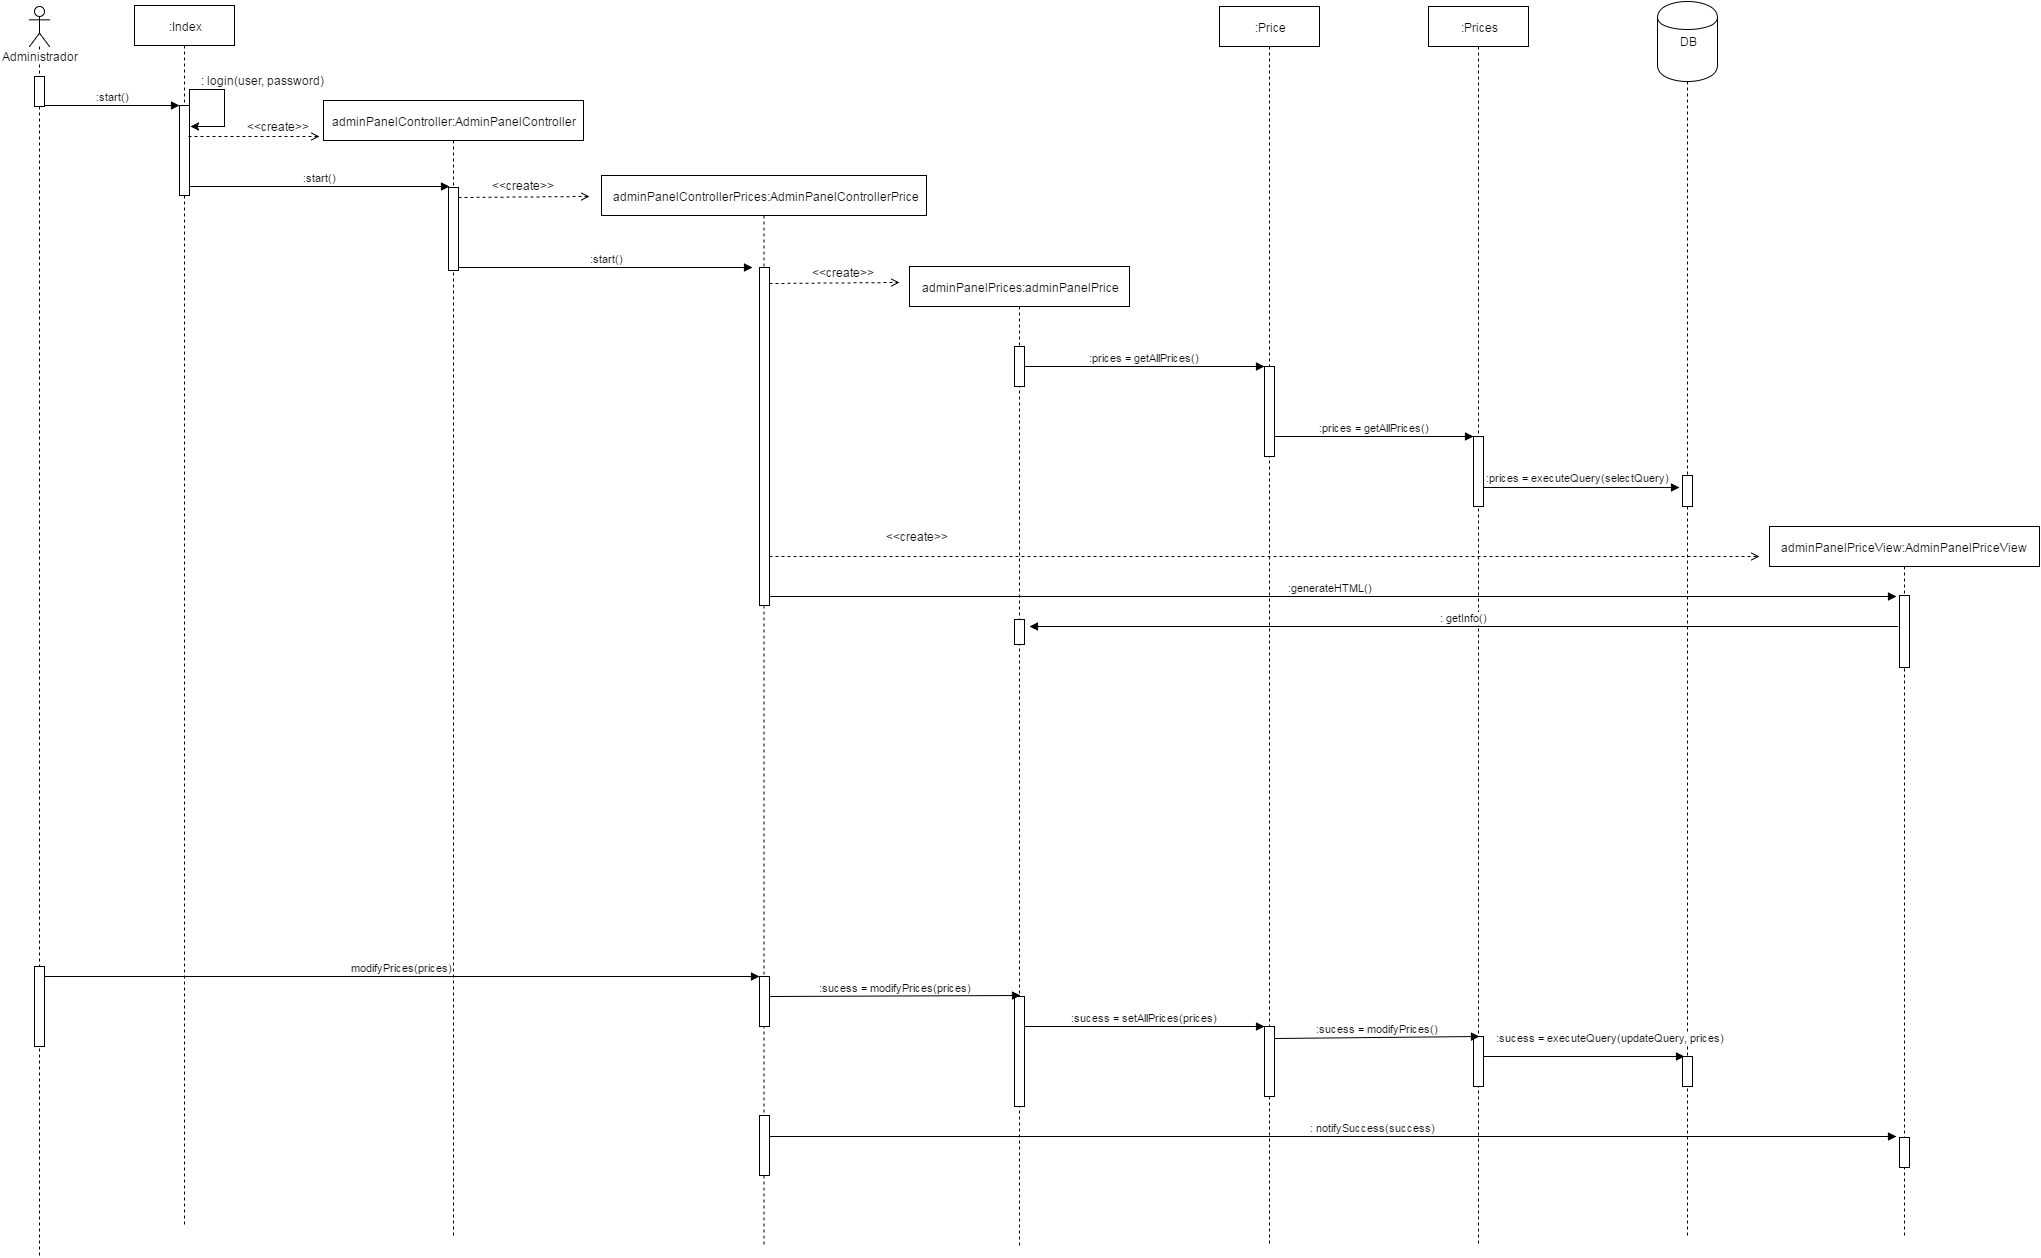 :Index
:Price
:Prices
DB
Administrador
: login(user, password)
:start()
<<create>>
adminPanelController:AdminPanelController
:start()
<<create>>
adminPanelControllerPrices:AdminPanelControllerPrice
:start()
<<create>>
adminPanelPrices:adminPanelPrice
:prices = getAllPrices()
:prices = getAllPrices()
:prices = executeQuery(selectQuery)
<<create>>
adminPanelPriceView:AdminPanelPriceView
:generateHTML()
: getInfo()
modifyPrices(prices)
:sucess = modifyPrices(prices)
:sucess = setAllPrices(prices)
:sucess = modifyPrices()
:sucess = executeQuery(updateQuery, prices)
: notifySuccess(success)